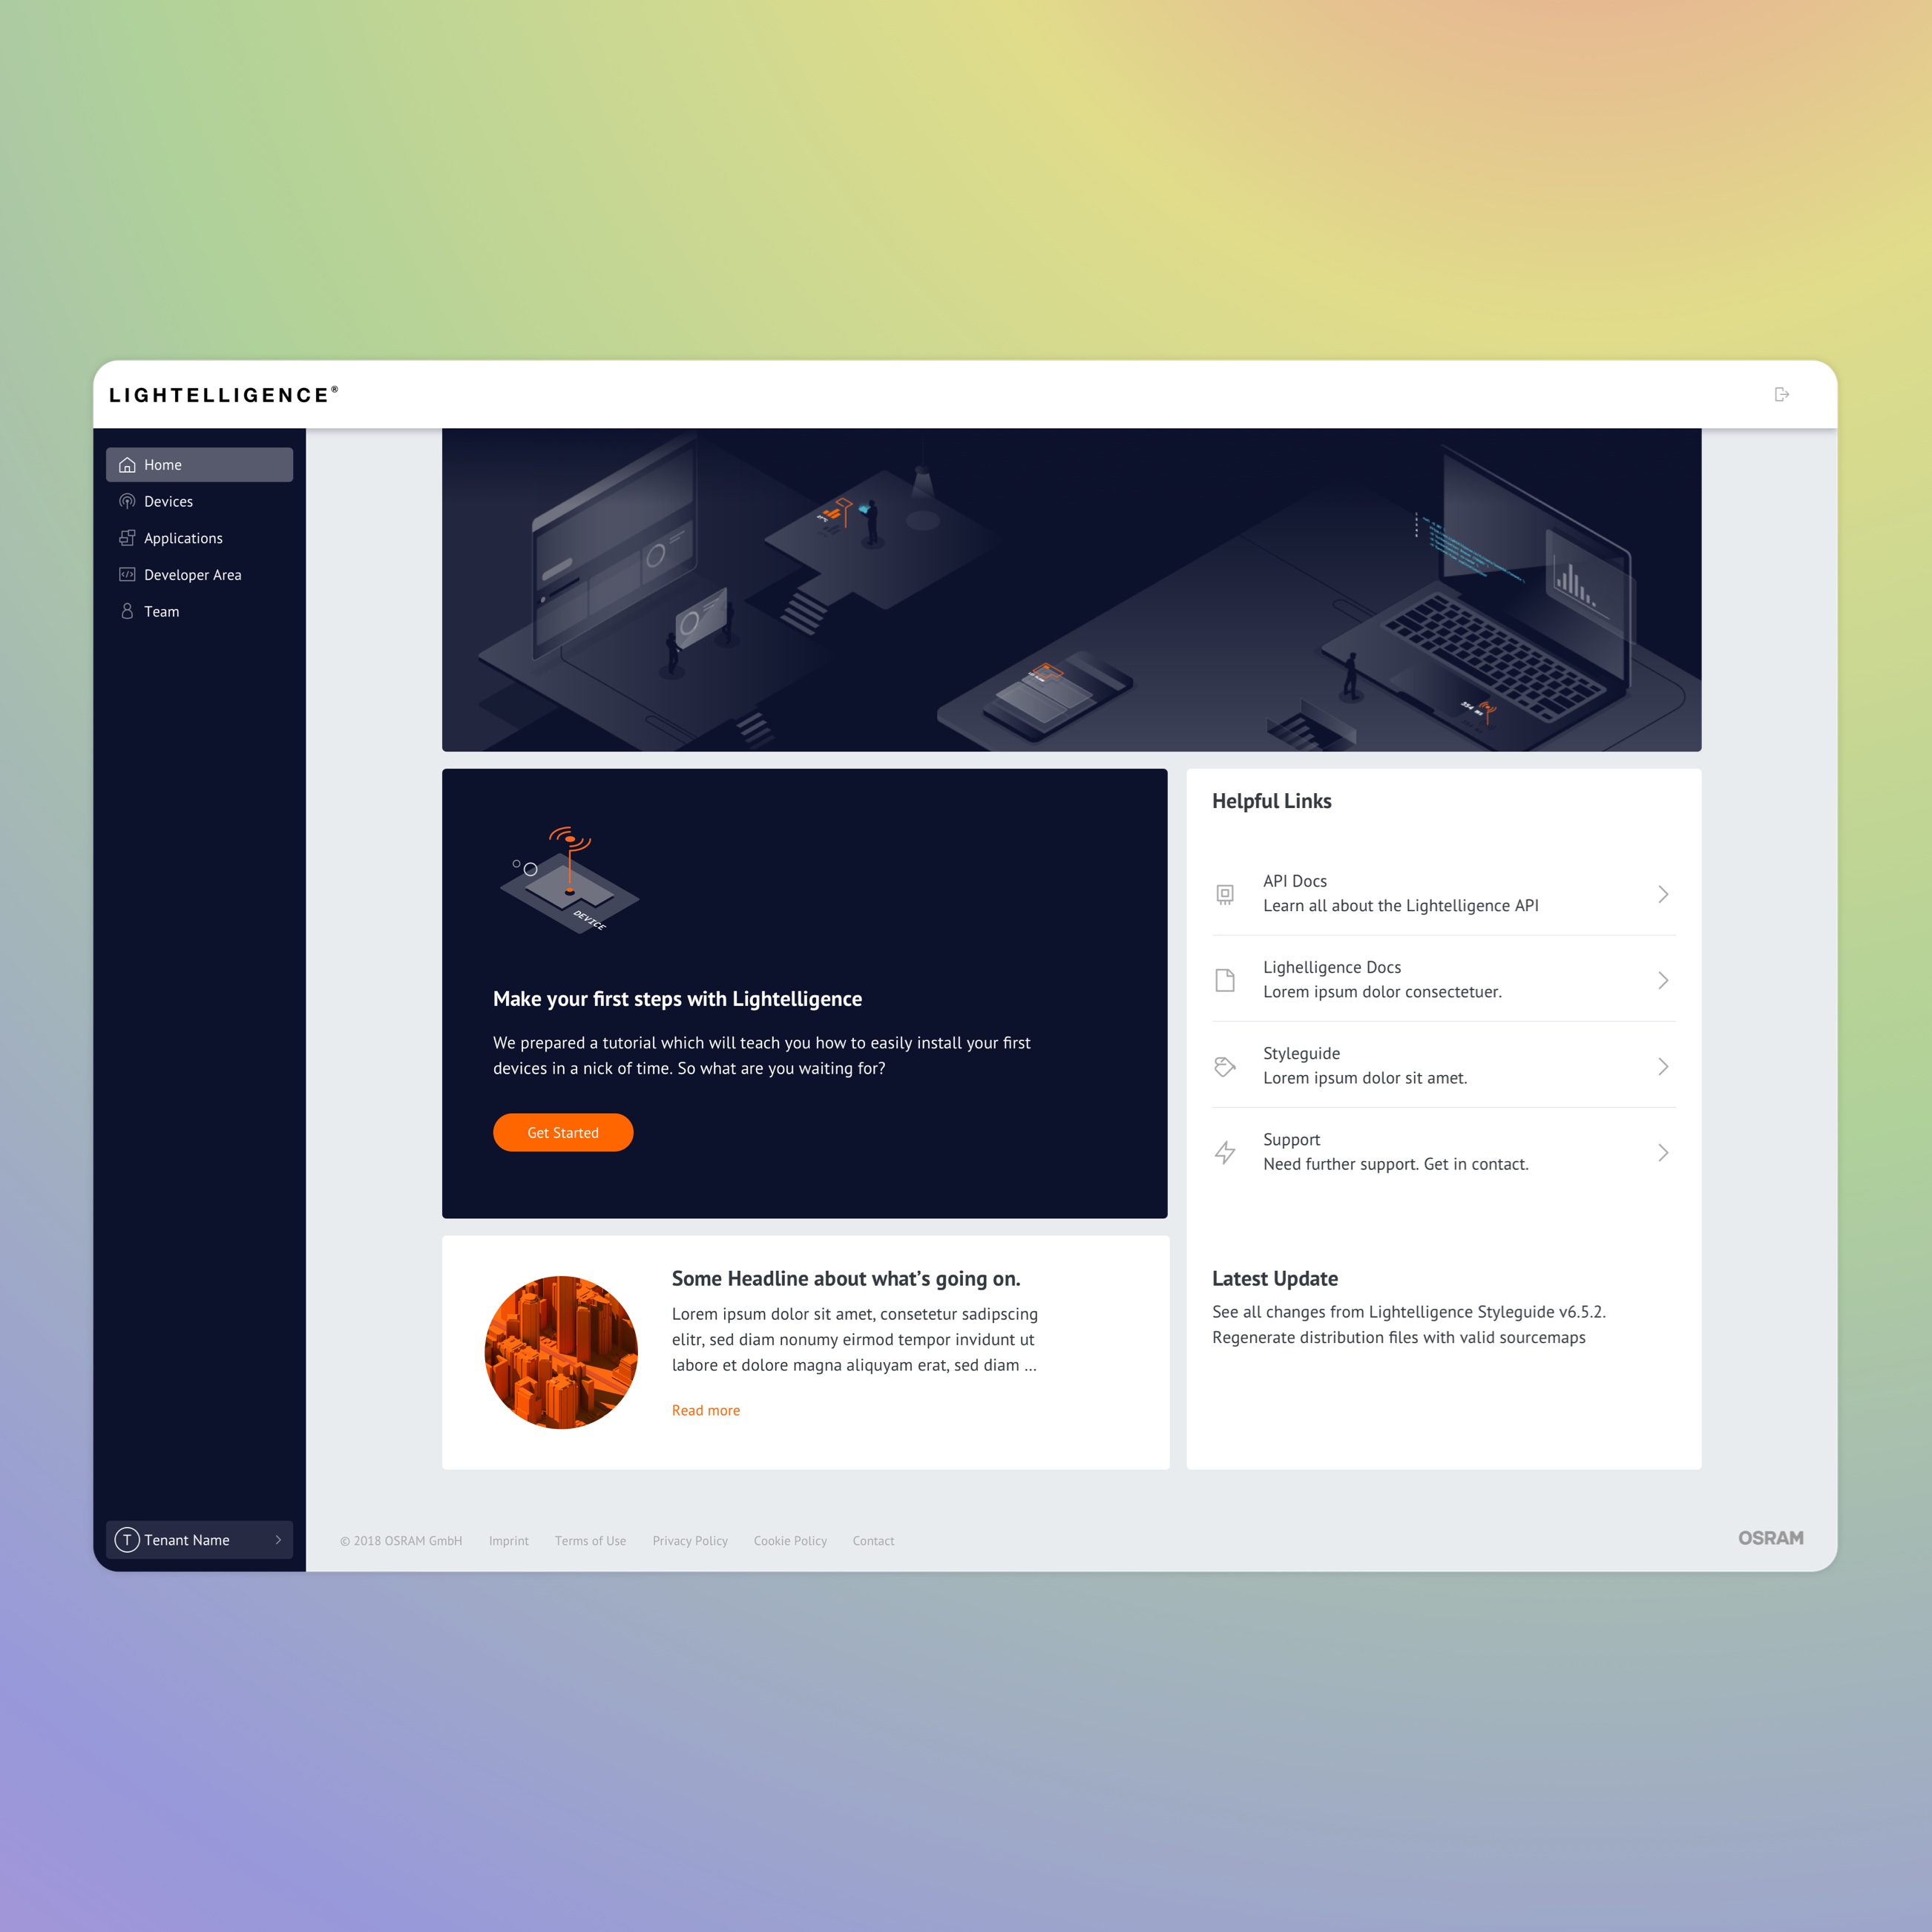 LIGHTELLIGENCE®
Home
Devices
Applications
Developer Area
Team
Tenant Name
T
DEVICE
Make your first steps with Lightelligence
We prepared a tutorial which will teach you how to easily install your first
devices in a nick of time. So what are you waiting for?
Get Started
Helpful Links
API Docs
Learn all about the Lightelligence API
Lighelligence Docs
Lorem ipsum dolor consectetuer.
Styleguide
Lorem ipsum dolor sit amet.
Support
Need further support. Get in contact.
Some Headline about what’s going on.
Lorem ipsum dolor sit amet, consetetur sadipscing
elitr, sed diam nonumy eirmod tempor invidunt ut
labore et dolore magna aliquyam erat, sed diam ...
Read more
Latest Update
See all changes from Lightelligence Styleguide v6.5.2.
Regenerate distribution files with valid sourcemaps
© 2018 OSRAM GmbH Imprint Terms of Use Privacy Policy Cookie Policy Contact
OSRAM